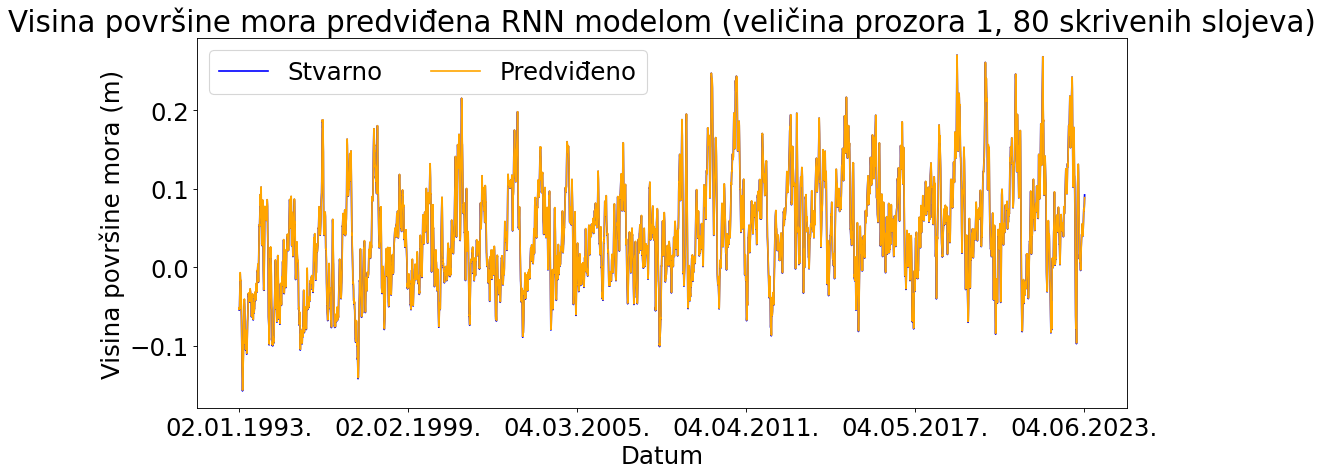 Visina površine mora predviđena RNN modelom (veličina prozora 1, 80 skrivenih slojeva)
Stvarno
Predviđeno
Visina površine mora (m)
0.2
0.1
0.0
−0.1
02.01.1993.
02.02.1999.
04.03.2005.
04.04.2011.
04.05.2017.
04.06.2023.
Datum